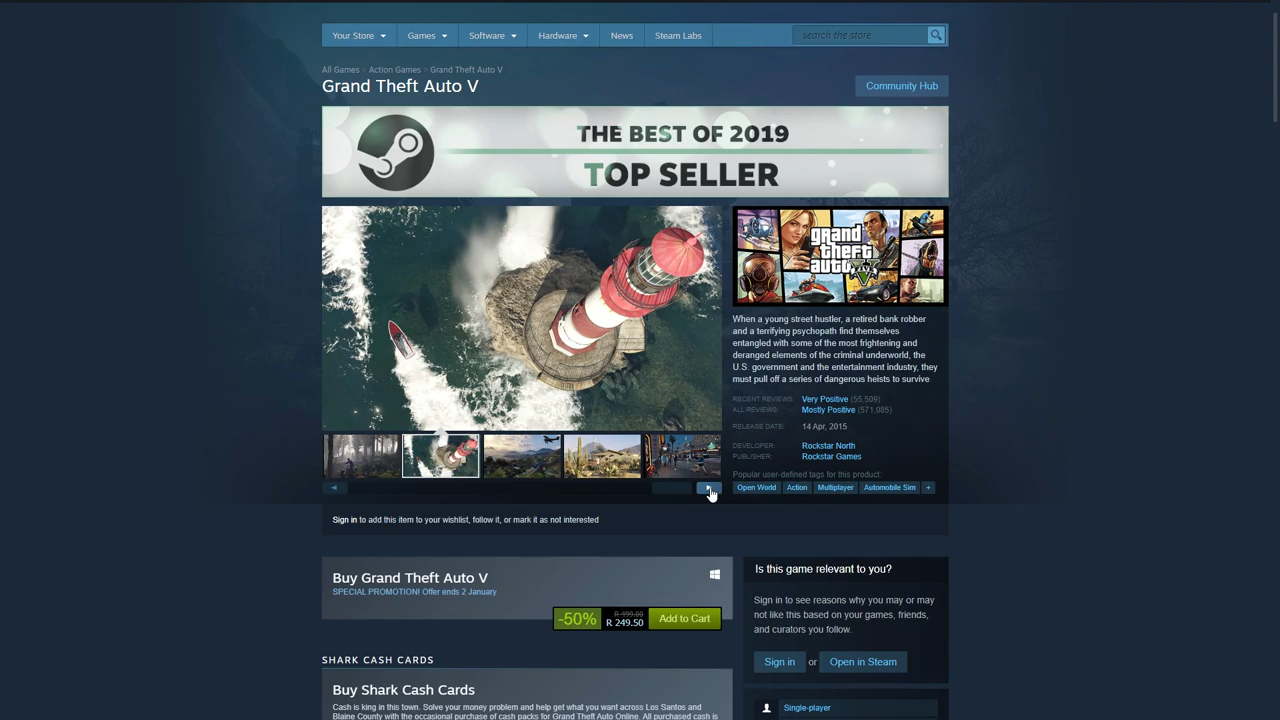 Your Store Games Software Hardware News Steam Labs search the store
All Games > Action Games > Grand Theft Auto V
Grand Theft Auto V
Community Hub
THE BEST OF 2019
TOP SELLER
grand
theft
auto
V
FIVE
When a young street hustler, a retired bank robber
and a terrifying psychopath find themselves
entangled with some of the most frightening and
deranged elements of the criminal underworld, the
U.S. government and the entertainment industry, they
must pull off a series of dangerous heists to survive
RECENT REVIEWS: Very Positive (55,509)
ALL REVIEWS: Mostly Positive (571,085)
RELEASE DATE: 14 Apr, 2015
DEVELOPER: Rockstar North
PUBLISHER: Rockstar Games
Popular user-defined tags for this product:
Open World Action Multiplayer Automobile Sim +
Sign in to add this item to your wishlist, follow it, or mark it as not interested
Buy Grand Theft Auto V
SPECIAL PROMOTION! Offer ends 2 January
-50% R 499.00 R 249.50 Add to Cart
Is this game relevant to you?
Sign in to see reasons why you may or may
not like this based on your games, friends,
and curators you follow.
Sign in or Open in Steam
SHARK CASH CARDS
Buy Shark Cash Cards
Cash is king in this town. Solve your money problem and help get what you want across Los Santos and
Blaine County with the occasional purchase of cash packs for Grand Theft Auto Online. All purchased cash is
Single-player